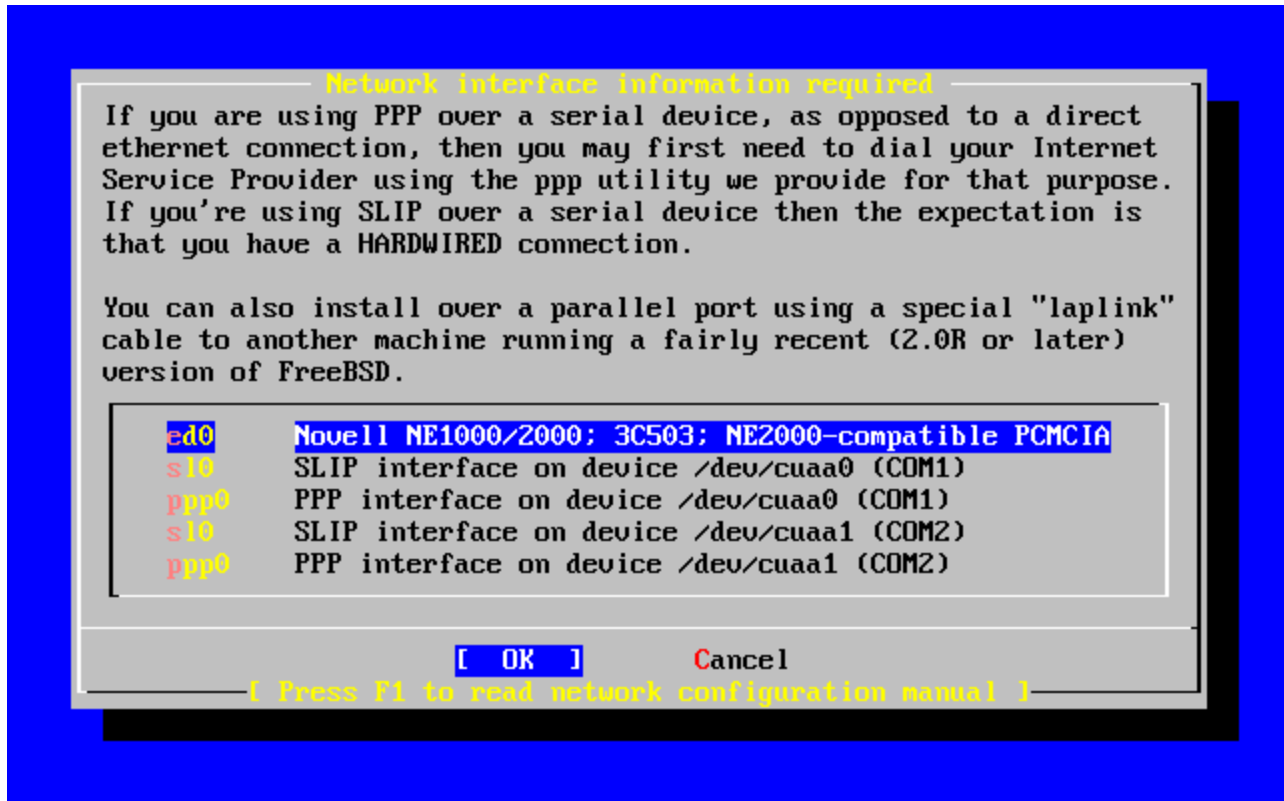 Network interface information required
If you are using PPP over a serial device, as opposed to a direct
ethernet connection, then you may first need to dial your Internet
Service Provider using the ppp utility we provide for that purpose.
If you're using SLIP over a serial device then the expectation is
that you have a HARDWIRED connection.
You can also install over a parallel port using a special "laplink"
cable to another machine running a fairly recent (2.0R or later)
version of FreeBSD.
ed0 Novell NE1000/2000; 3C503; NE2000-compatible PCMCIA
sl0 SLIP interface on device /dev/cuaa0 (COM1)
ppp0 PPP interface on device /dev/cuaa0 (COM1)
sl0 SLIP interface on device /dev/cuaa1 (COM2)
ppp0 PPP interface on device /dev/cuaa1 (COM2)
[ OK ] Cancel
[ Press F1 to read network configuration manual ]